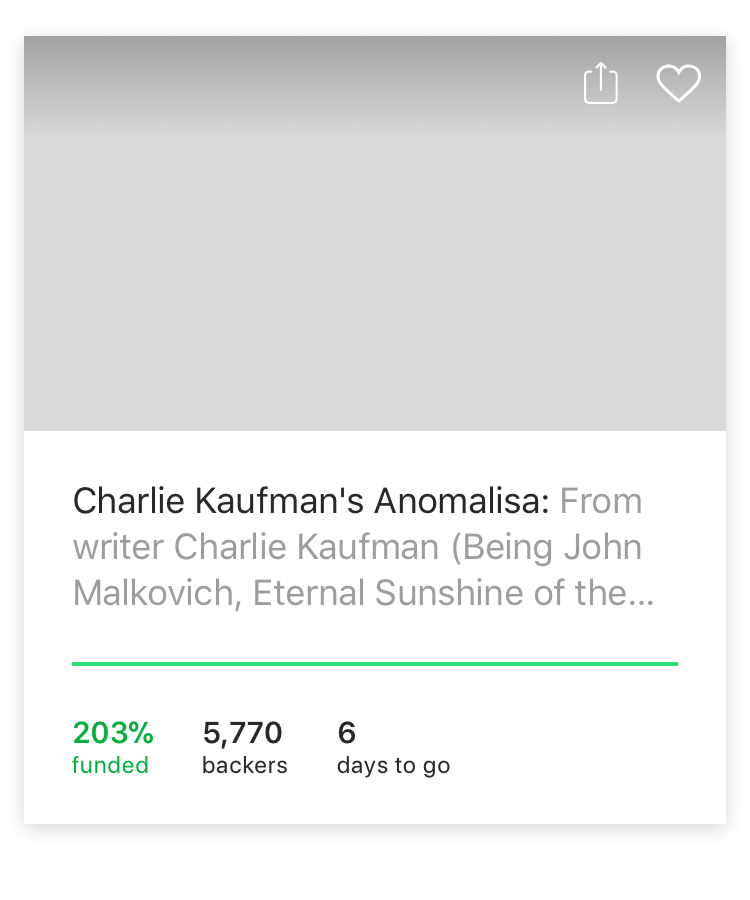 Charlie Kaufman's Anomalisa: From
writer Charlie Kaufman (Being John
Malkovich, Eternal Sunshine of the...
203% 5,770 6
funded backers days to go